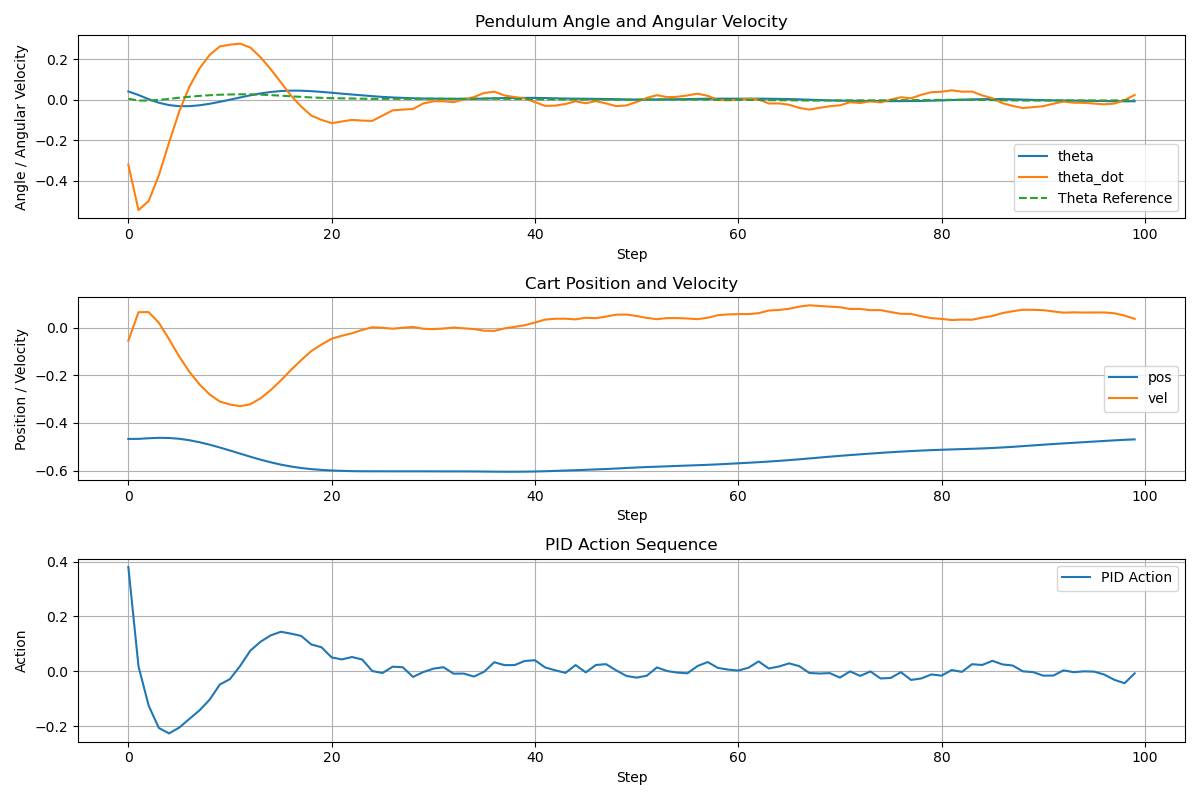 Pendulum Angle and Angular Velocity
Angle / Angular Velocity
0.2
0.0
−0.2
−0.4
theta
theta_dot
Theta Reference
0 20 40 60 80 100
Step
Cart Position and Velocity
Position / Velocity
0.0
−0.2
−0.4
−0.6
pos
vel
0 20 40 60 80 100
Step
PID Action Sequence
Action
0.4
0.2
0.0
−0.2
PID Action
0 20 40 60 80 100
Step